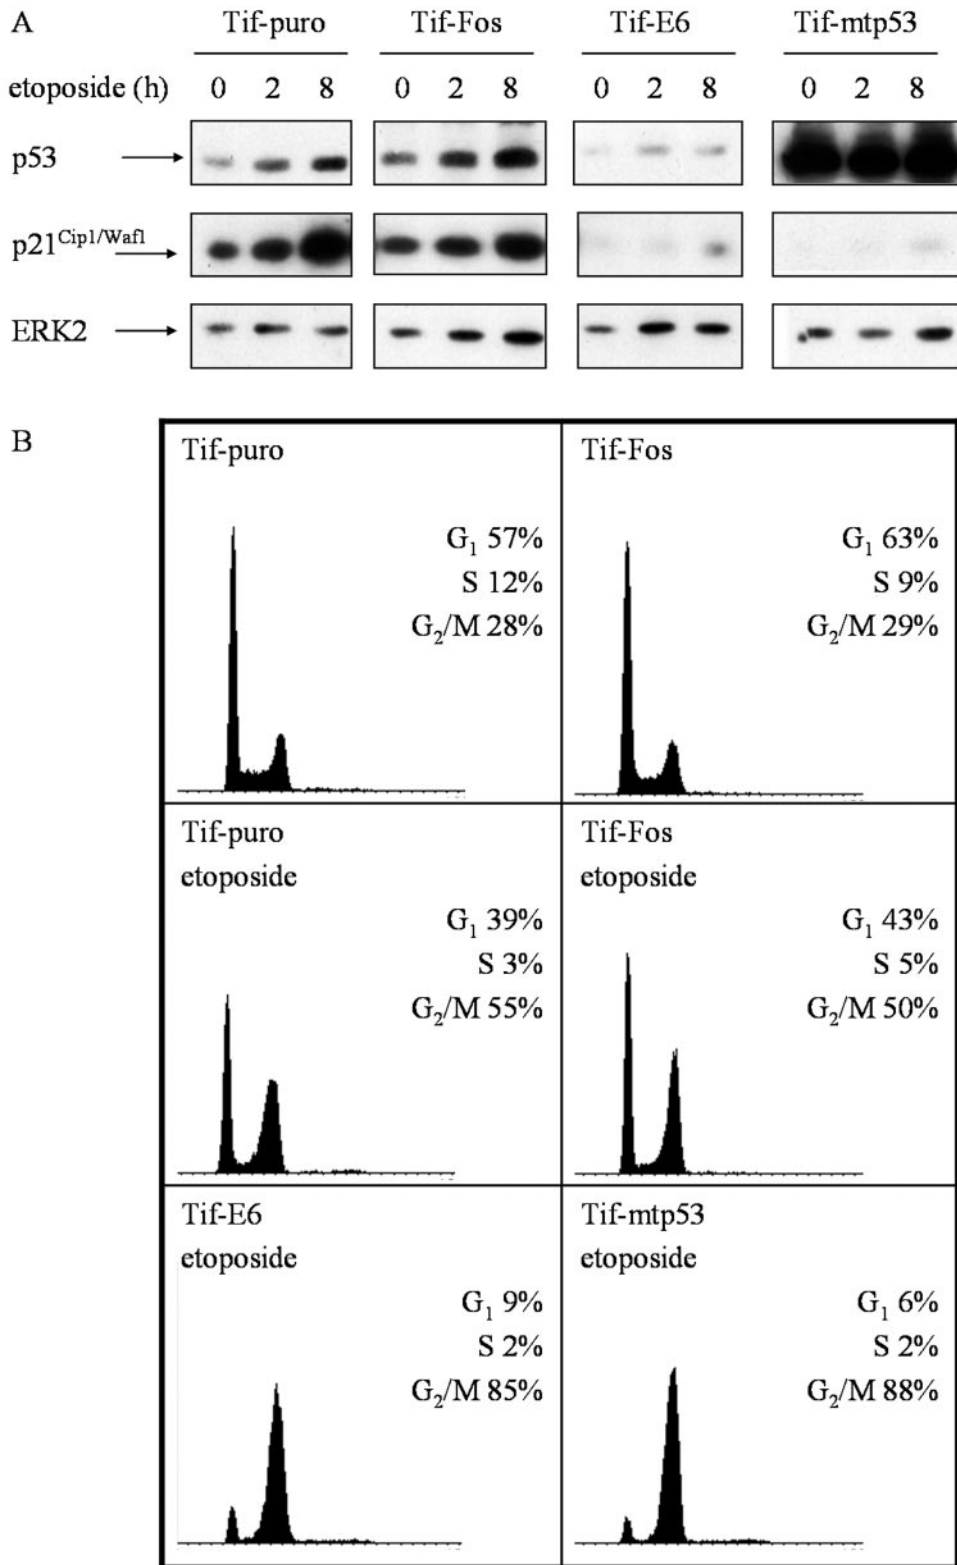 A
Tif-puro Tif-Fos Tif-E6 Tif-mtp53
etoposide (h) 0 2 8 0 2 8 0 2 8 0 2 8
p53
p21Cip1/Waf1
ERK2
B
Tif-puro
G1 57%
S 12%
G2/M 28%
Tif-Fos
G1 63%
S 9%
G2/M 29%
Tif-puro
etoposide
G1 39%
S 3%
G2/M 55%
Tif-Fos
etoposide
G1 43%
S 5%
G2/M 50%
Tif-E6
etoposide
G1 9%
S 2%
G2/M 85%
Tif-mtp53
etoposide
G1 6%
S 2%
G2/M 88%